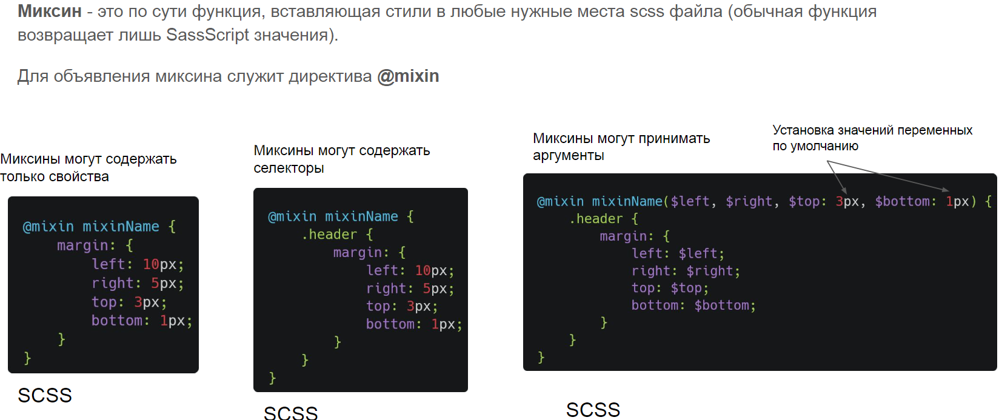 Миксин - это по сути функция, вставляющая стили в любые нужные места scss файла (обычная функция
возвращает лишь SassScript значения).
Для объявления миксина служит директива @mixin
Миксины могут содержать
только свойства
@mixin mixinName {
margin: {
left: 10px;
right: 5px;
top: 3px;
bottom: 1px;
}
}
SCSS
Миксины могут содержать
селекторы
@mixin mixinName {
.header {
margin: {
left: 10px;
right: 5px;
top: 3px;
bottom: 1px;
}
}
}
SCSS
Миксины могут принимать
аргументы
Установка значений переменных
по умолчанию
@mixin mixinName($left, $right, $top: 3px, $bottom: 1px) {
.header {
margin: {
left: $left;
right: $right;
top: $top;
bottom: $bottom;
}
}
}
SCSS